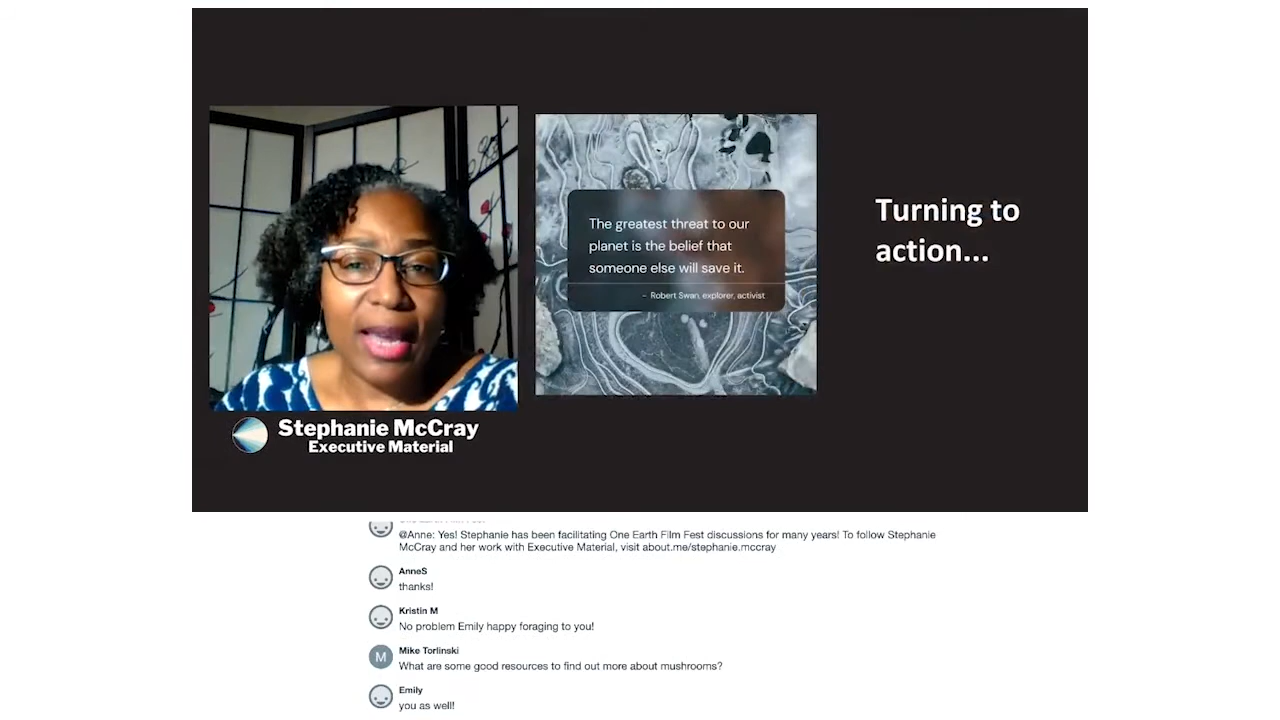 The greatest threat to our
planet is the belief that
someone else will save it.
– Robert Swan, explorer, activist
Turning to
action...
Stephanie McCray
Executive Material
@Anne: Yes! Stephanie has been facilitating One Earth Film Fest discussions for many years! To follow Stephanie
McCray and her work with Executive Material, visit about.me/stephanie.mccray
AnneS
thanks!
Kristin M
No problem Emily happy foraging to you!
M
Mike Torlinski
What are some good resources to find out more about mushrooms?
Emily
you as well!